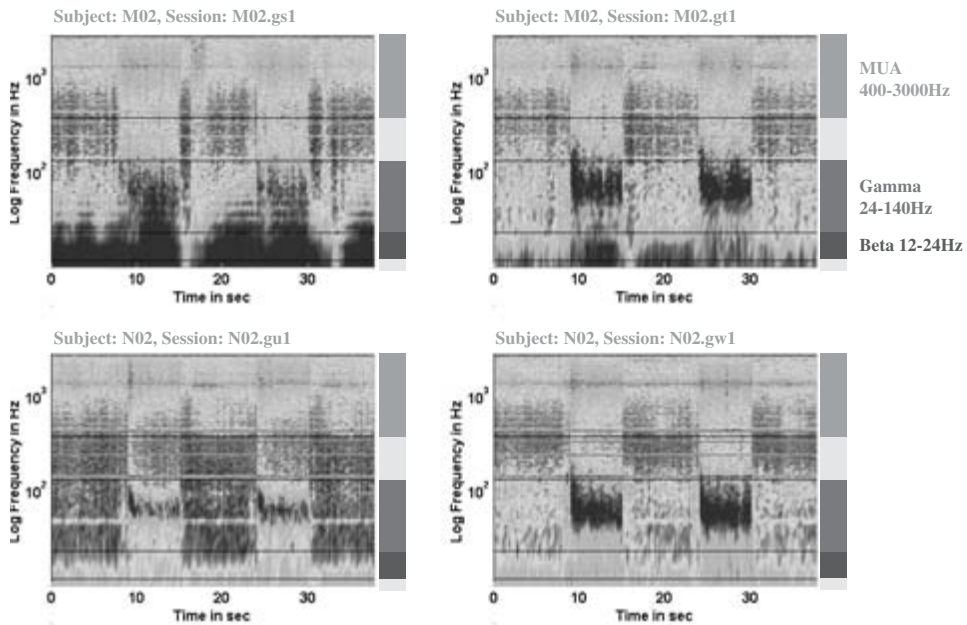 Subject: M02, Session: M02.gs1
Log Frequency in Hz
10³
10²
0 10 20 30
Time in sec
Subject: M02, Session: M02.gt1
Log Frequency in Hz
10³
10²
0 10 20 30
Time in sec
MUA
400-3000Hz
Gamma
24-140Hz
Beta 12-24Hz
Subject: N02, Session: N02.gu1
Log Frequency in Hz
10³
10²
0 10 20 30
Time in sec
Subject: N02, Session: N02.gw1
Log Frequency in Hz
10³
10²
0 10 20 30
Time in sec